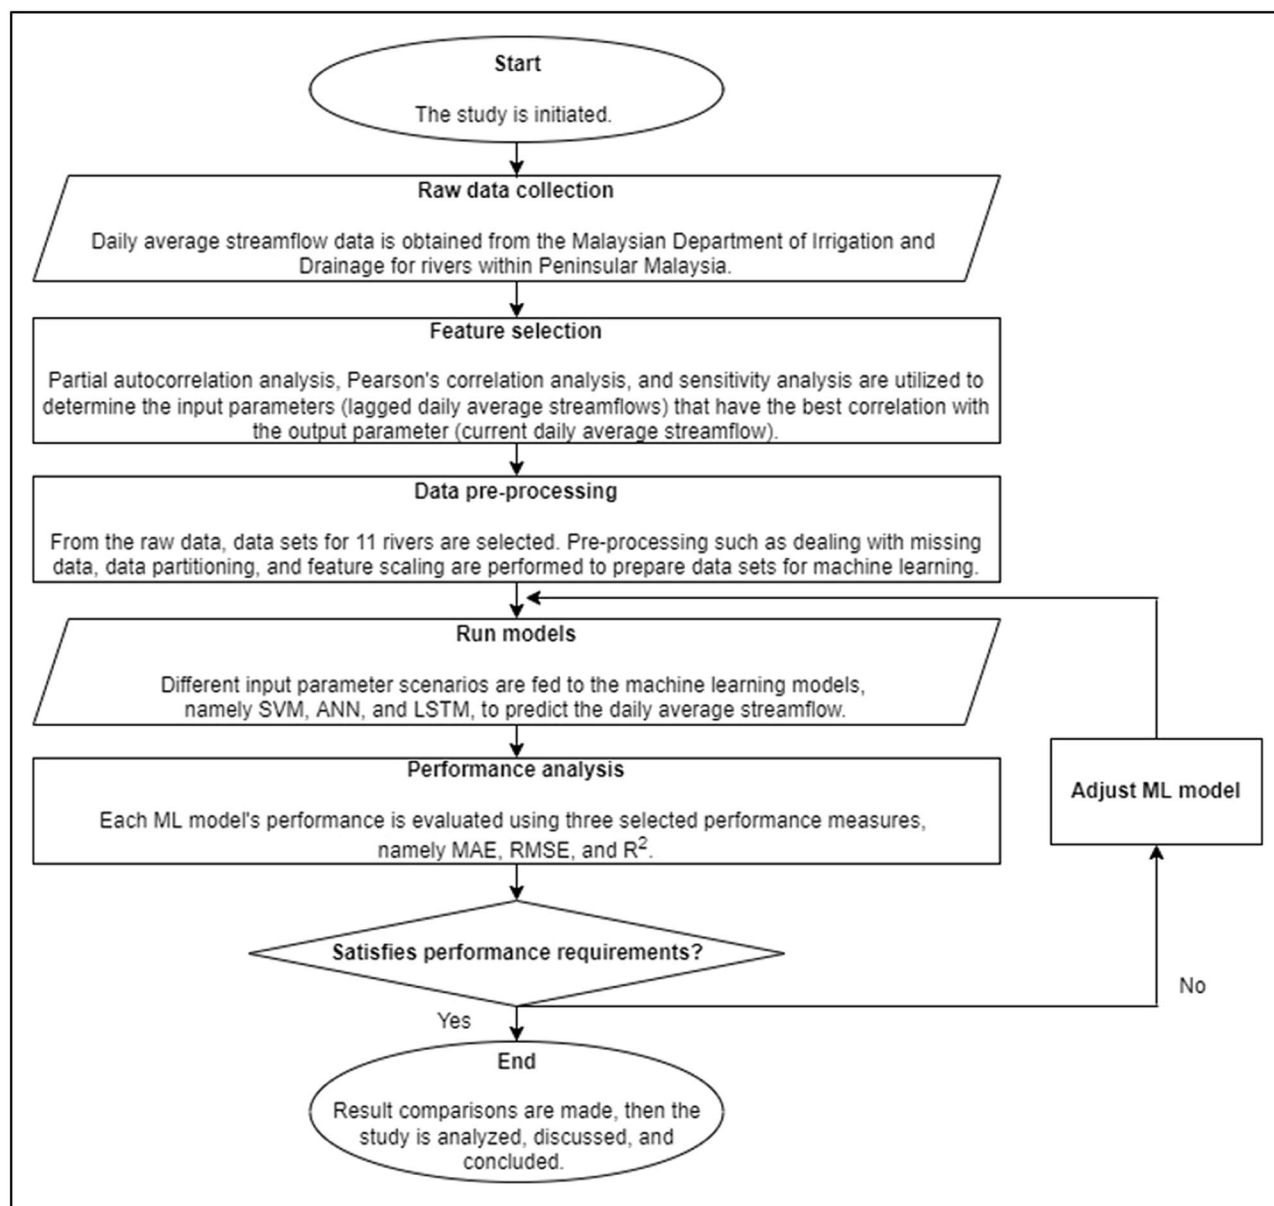 Start
The study is initiated.
Raw data collection
Daily average streamflow data is obtained from the Malaysian Department of Irrigation and
Drainage for rivers within Peninsular Malaysia.
Feature selection
Partial autocorrelation analysis, Pearson's correlation analysis, and sensitivity analysis are utilized to
determine the input parameters (lagged daily average streamflows) that have the best correlation with
the output parameter (current daily average streamflow).
Data pre-processing
From the raw data, data sets for 11 rivers are selected. Pre-processing such as dealing with missing
data, data partitioning, and feature scaling are performed to prepare data sets for machine learning.
Run models
Different input parameter scenarios are fed to the machine learning models,
namely SVM, ANN, and LSTM, to predict the daily average streamflow.
Performance analysis
Each ML model's performance is evaluated using three selected performance measures,
namely MAE, RMSE, and R².
Adjust ML model
Satisfies performance requirements?
No
Yes
End
Result comparisons are made, then the
study is analyzed, discussed, and
concluded.